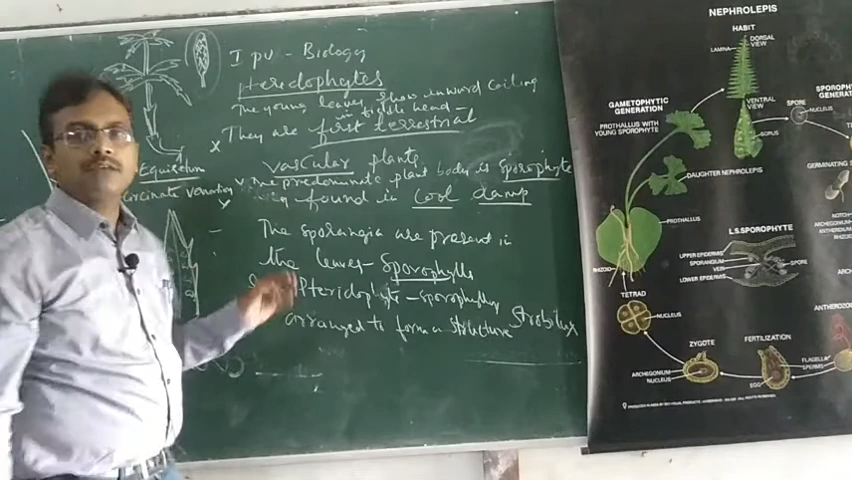 I PU - Biology
Pteridophytes
The young leaves show inward coiling
in fiddle head -
x They are first terrestrial
Equisetum vascular plants
Circinate vernation v The predominate plant body is sporophyte
found in Cool damp
- The sporangia are present in
the leaves - Sporophylls
Pteridophyte - sporophylls
arranged to form a structure Strobilus
NEPHROLEPIS
HABIT
DORSAL VIEW
LAMINA
VENTRAL VIEW
SORUS
GAMETOPHYTIC GENERATION
PROTHALLUS WITH YOUNG SPOROPHYTE
DAUGHTER NEPHROLEPIS
PROTHALLUS
RHIZOID
SPORE
NUCLEUS
GERMINATING
L.S.SPOROPHYTE
UPPER EPIDERMIS
SPORANGIUM
VEIN
LOWER EPIDERMIS
SPORE
TETRAD
NUCLEUS
ZYGOTE
ARCHEGONIUM
NUCLEUS
FERTILIZATION
EGG
FLAGELLA
SPERMS